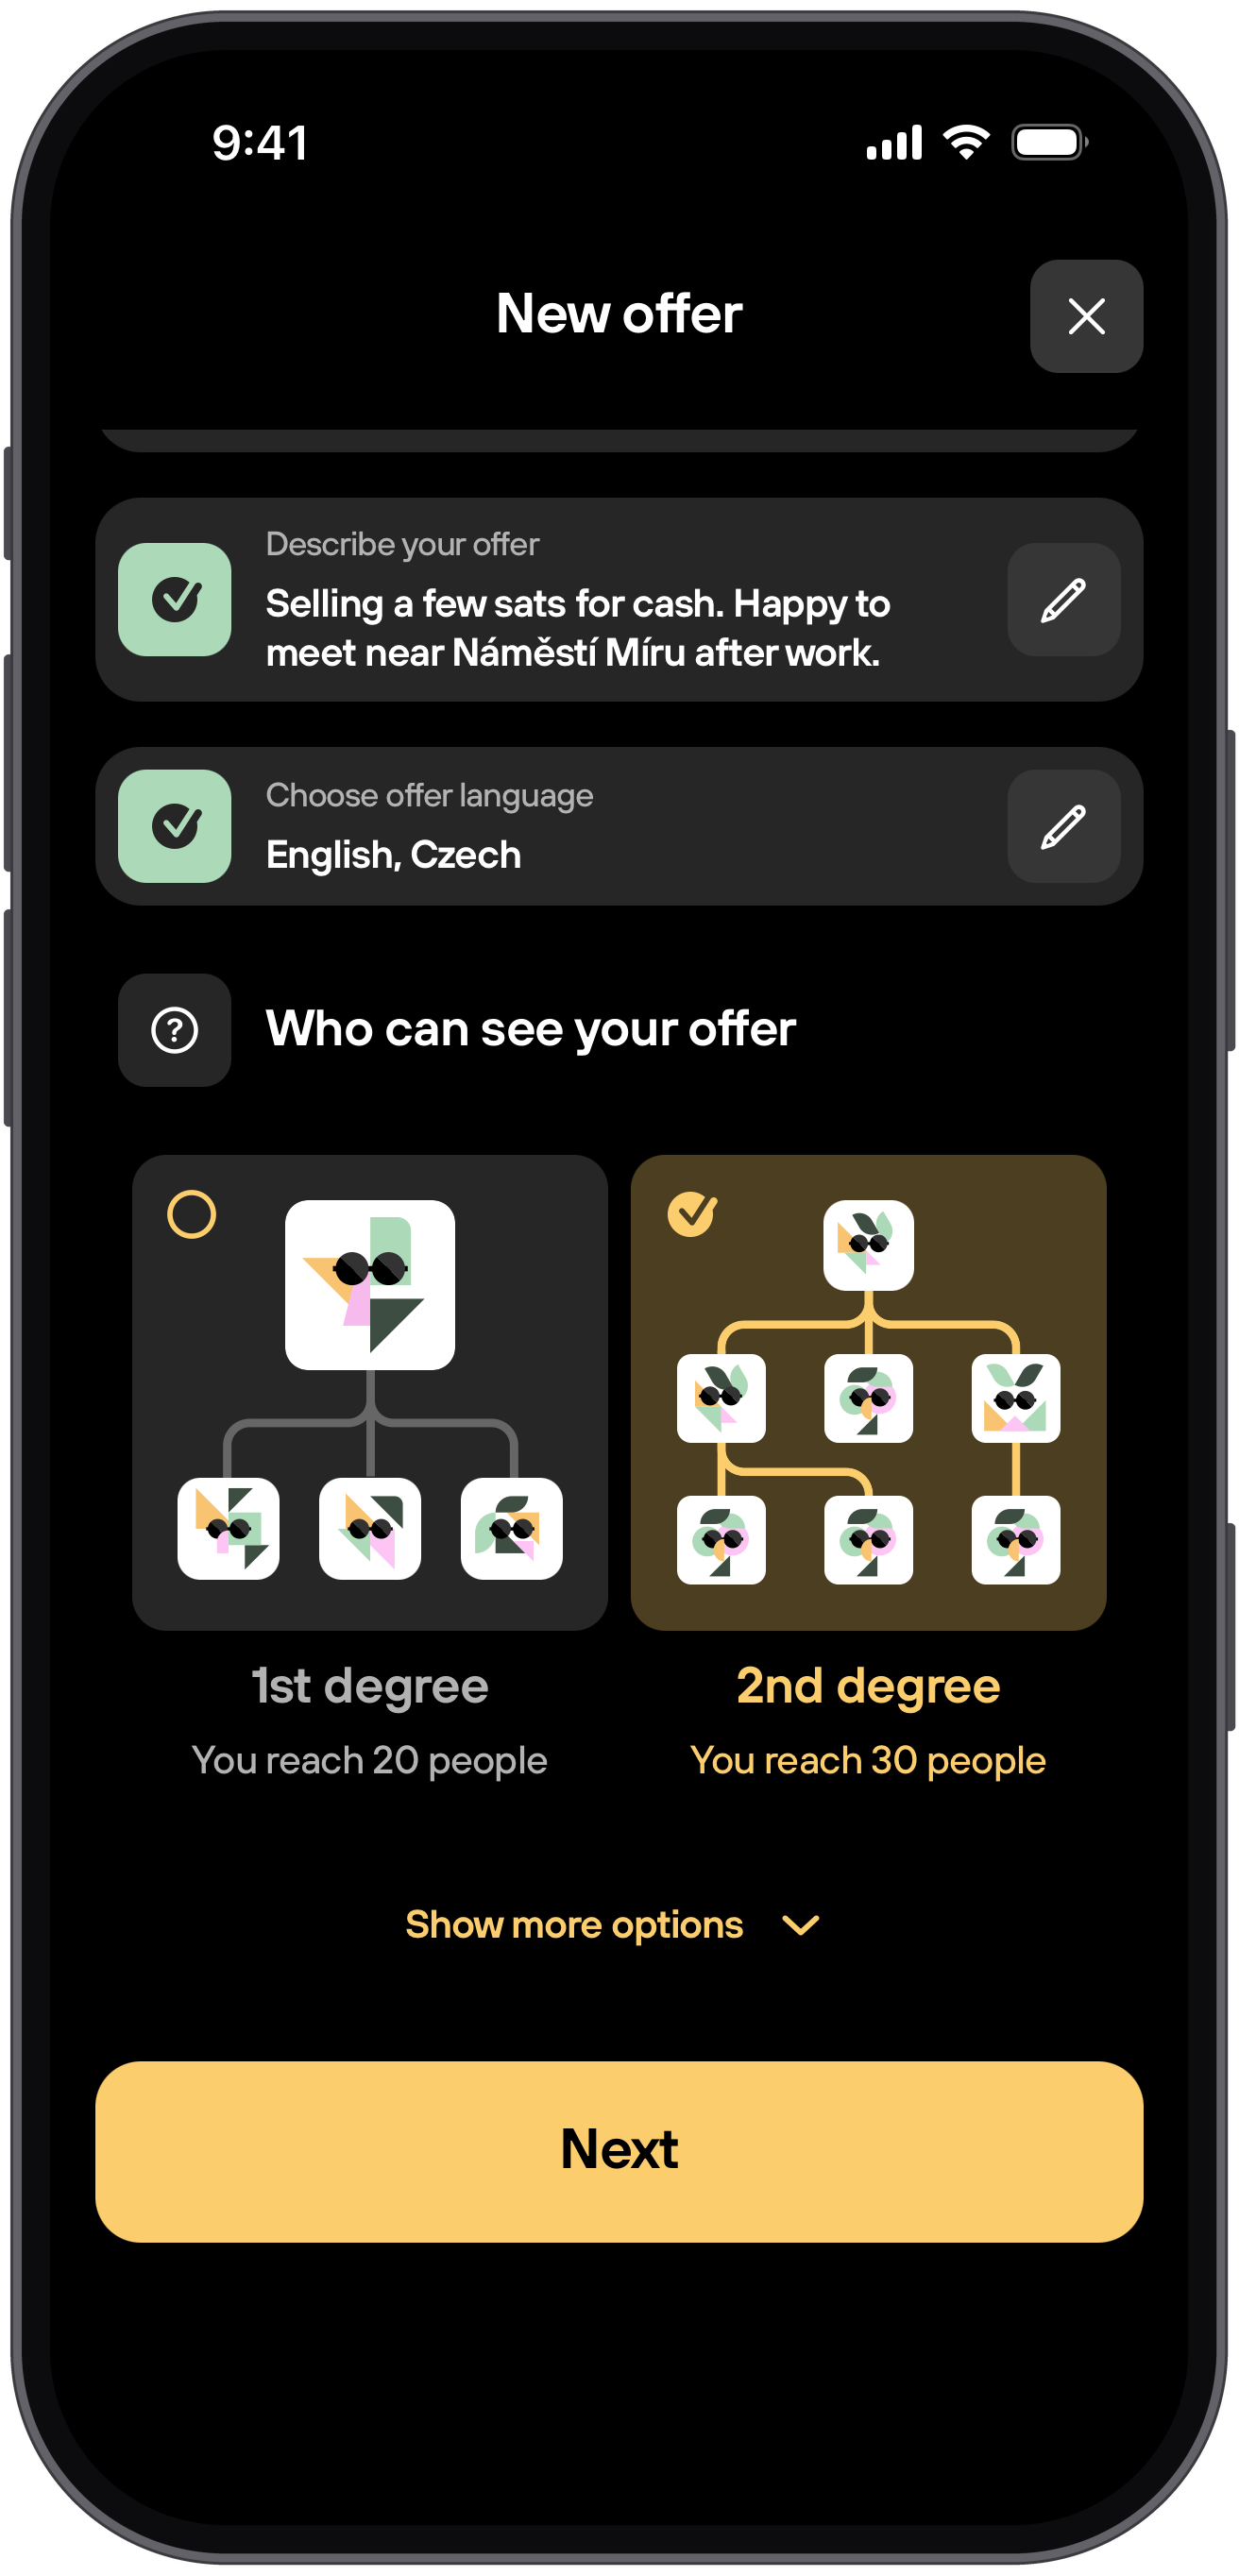 9:41
New offer
Describe your offer
Selling a few sats for cash. Happy to
meet near Náměstí Míru after work.
Choose offer language
English, Czech
Who can see your offer
1st degree
You reach 20 people
2nd degree
You reach 30 people
Show more options
Next